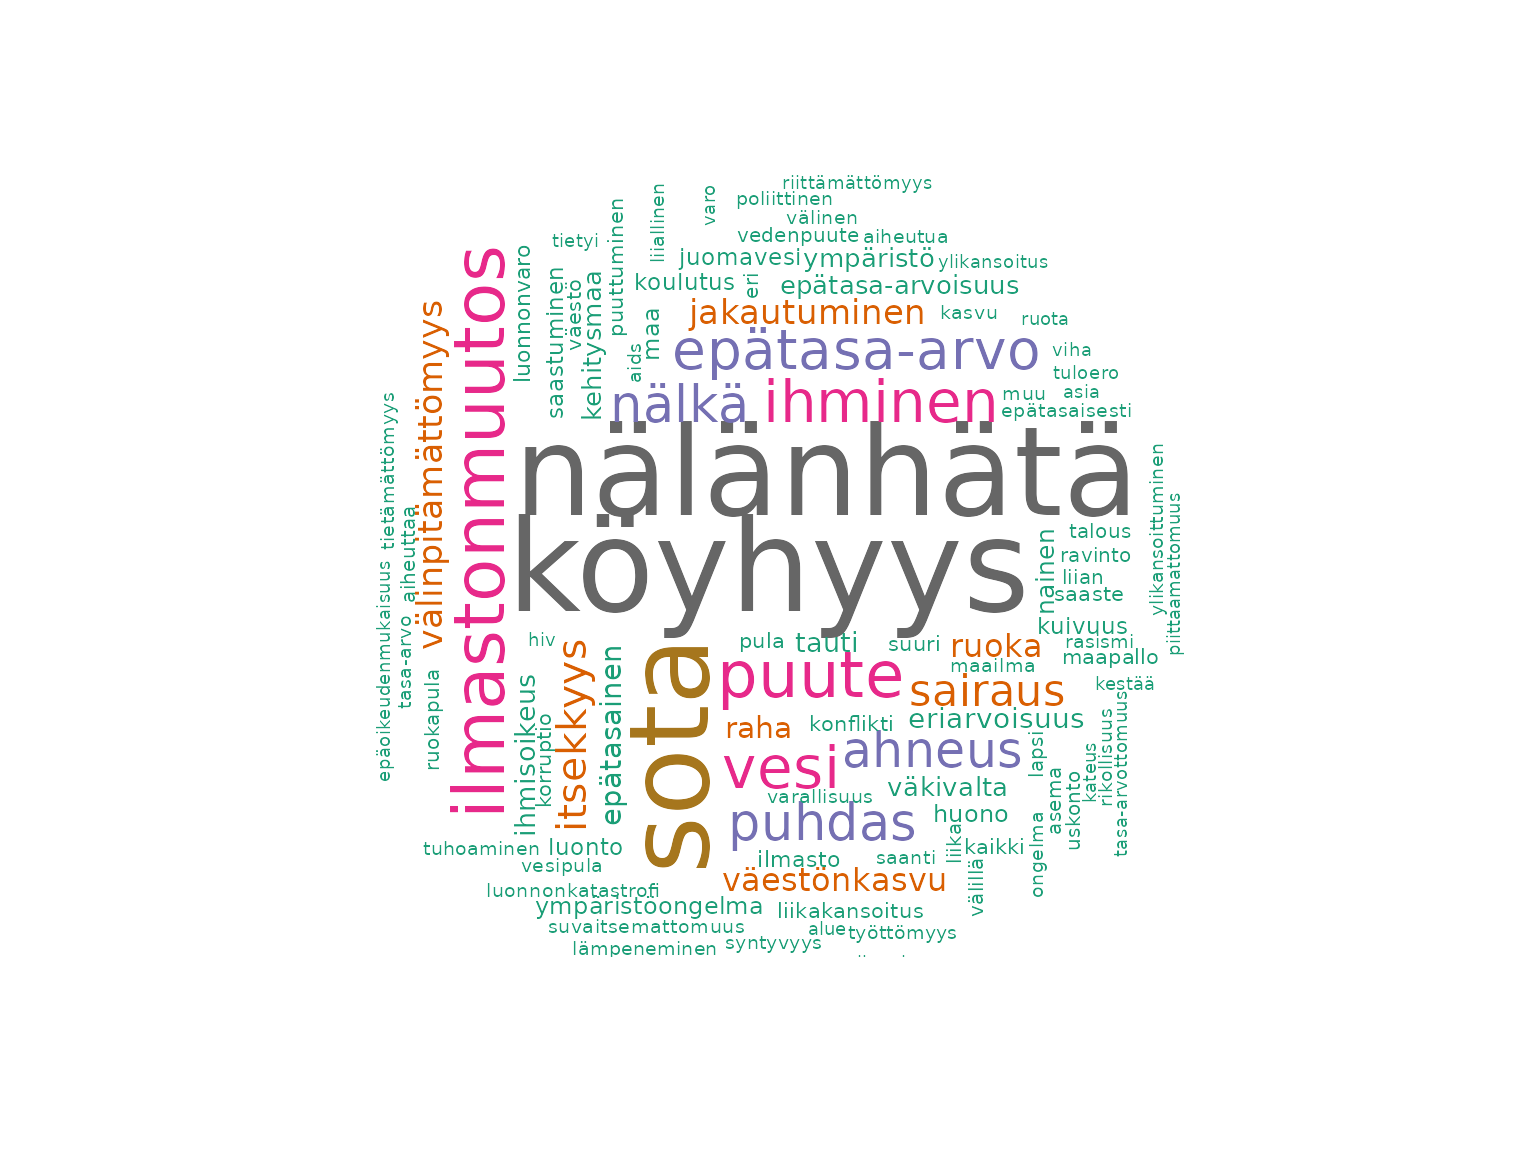 riittämättömyys
poliittinen
varo
liiallinen
välinen
puuttuminen
tietyi
vedenpuute
aiheutua
juomavesi
ympäristö
ylikansoitus
luonnonvaro
koulutus
eri
epätasa-arvoisuus
saastuminen
väestö
kehitysmaa
maa
jakautuminen
kasvu
ruota
aids
epätasa-arvo
viha
tuloero
ilmastonmuutos
välinpitämättömyys
nälkä
ihminen
muu
asia
epätasaisesti
tietämättömyys
nälänhätä
ylikansoittuminen
piittaamattomuus
aiheuttaa
köyhyys
nainen
talous
ravinto
liian
saaste
epäoikeudenmukaisuus
tasa-arvo
kuivuus
hiv
pula
tauti
suuri
ruoka
rasismi
maapallo
maailma
ruokapula
ihmisoikeus
korruptio
itsekkyys
epätasainen
sota
puute
sairaus
kestää
raha
konflikti
eriarvoisuus
tasa-arvottomuus
rikollisuus
kateus
lapsi
vesi
ahneus
asema
uskonto
väkivalta
varallisuus
puhdas
huono
liika
kaikki
ongelma
tuhoaminen
luonto
vesipula
ilmasto
saanti
välillä
väestönkasvu
luonnonkatastrofi
ympäristöongelma
liikakansoitus
suvaitsemattomuus
alue
työttömyys
lämpeneminen
syntyvyys